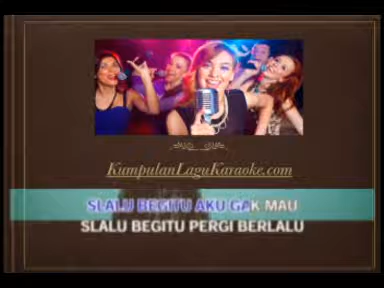 KumpulanLaguKaraoke.com
SLALU BEGITU AKU GAK MAU
SLALU BEGITU PERGI BERLALU